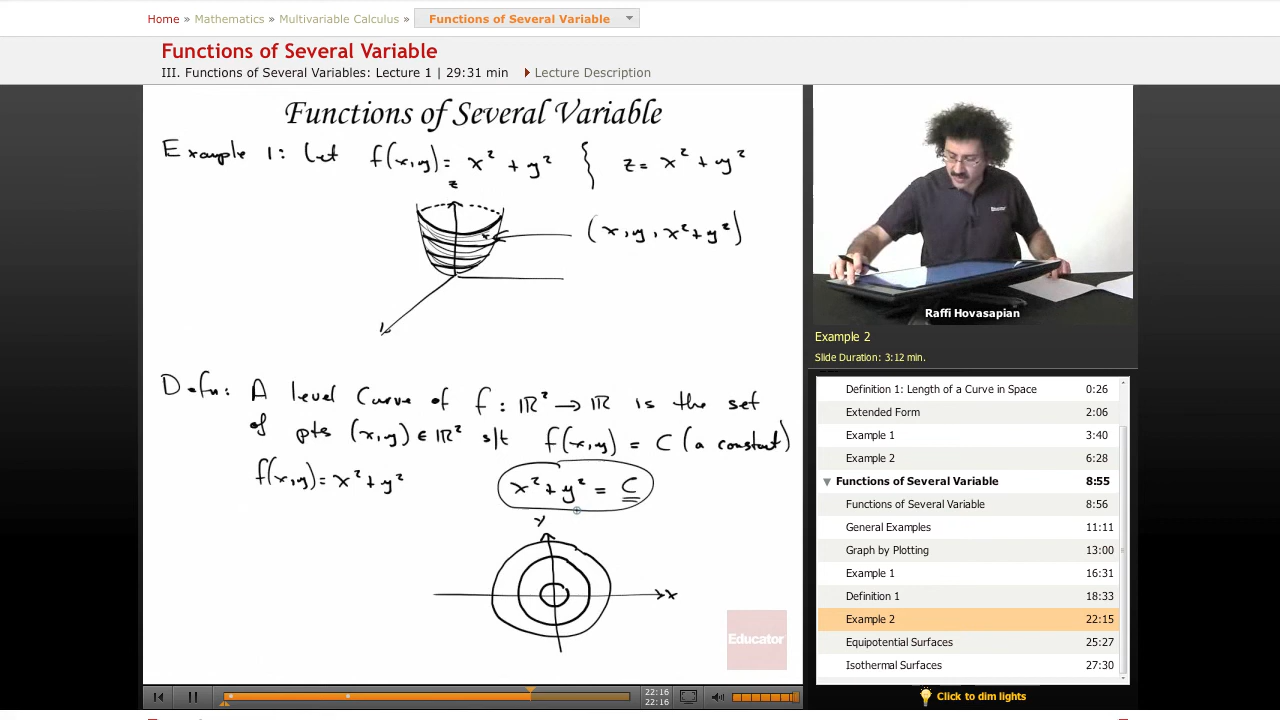 Home » Mathematics » Multivariable Calculus » Functions of Several Variable
Functions of Several Variable
III. Functions of Several Variables: Lecture 1 | 29:31 min Lecture Description
Functions of Several Variable
Example 1: Let f(x,y) = x² + y² } z = x² + y²
z
(x, y, x² + y²)
Defn: A level Curve of f : ℝ² → ℝ is the set
of pts (x,y) ∈ ℝ² s/t f(x,y) = C (a constant)
f(x,y) = x² + y² x² + y² = C
y
x
Educator
Raffi Hovasapian
Example 2
Slide Duration: 3:12 min.
Definition 1: Length of a Curve in Space 0:26
Extended Form 2:06
Example 1 3:40
Example 2 6:28
Functions of Several Variable 8:55
Functions of Several Variable 8:56
General Examples 11:11
Graph by Plotting 13:00
Example 1 16:31
Definition 1 18:33
Example 2 22:15
Equipotential Surfaces 25:27
Isothermal Surfaces 27:30
22:16
22:16
Click to dim lights